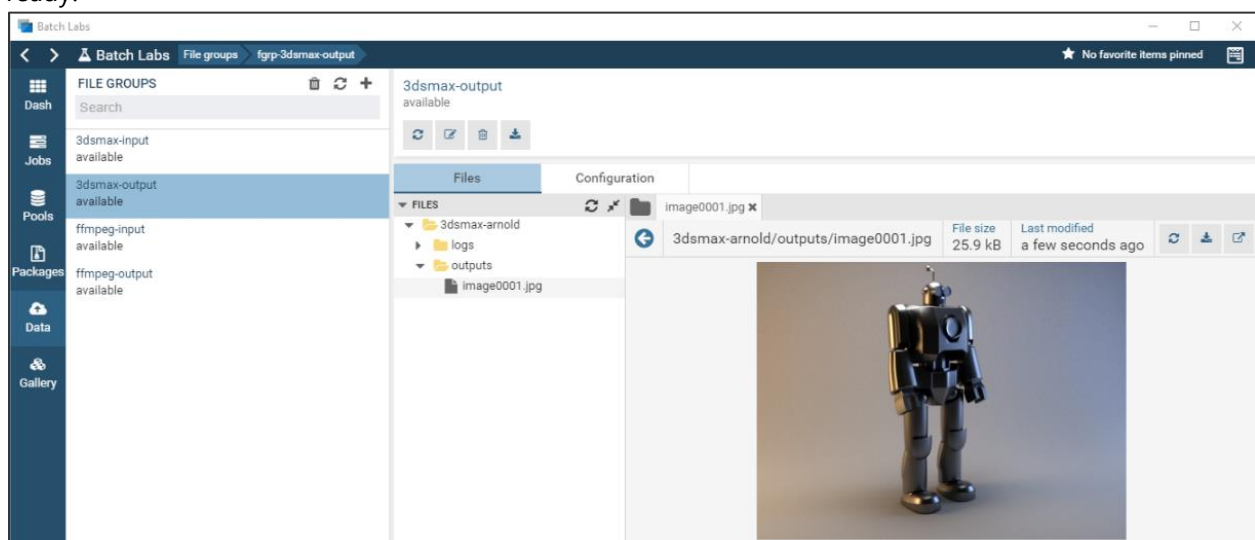 ready.
Batch Labs
Batch Labs File groups fgrp-3dsmax-output No favorite items pinned
Dash
Jobs
Pools
Packages
Data
Gallery
FILE GROUPS
Search
3dsmax-input
available
3dsmax-output
available
ffmpeg-input
available
ffmpeg-output
available
3dsmax-output
available
Files Configuration
FILES
3dsmax-arnold
logs
outputs
image0001.jpg
image0001.jpg
3dsmax-arnold/outputs/image0001.jpg
File size
25.9 kB
Last modified
a few seconds ago